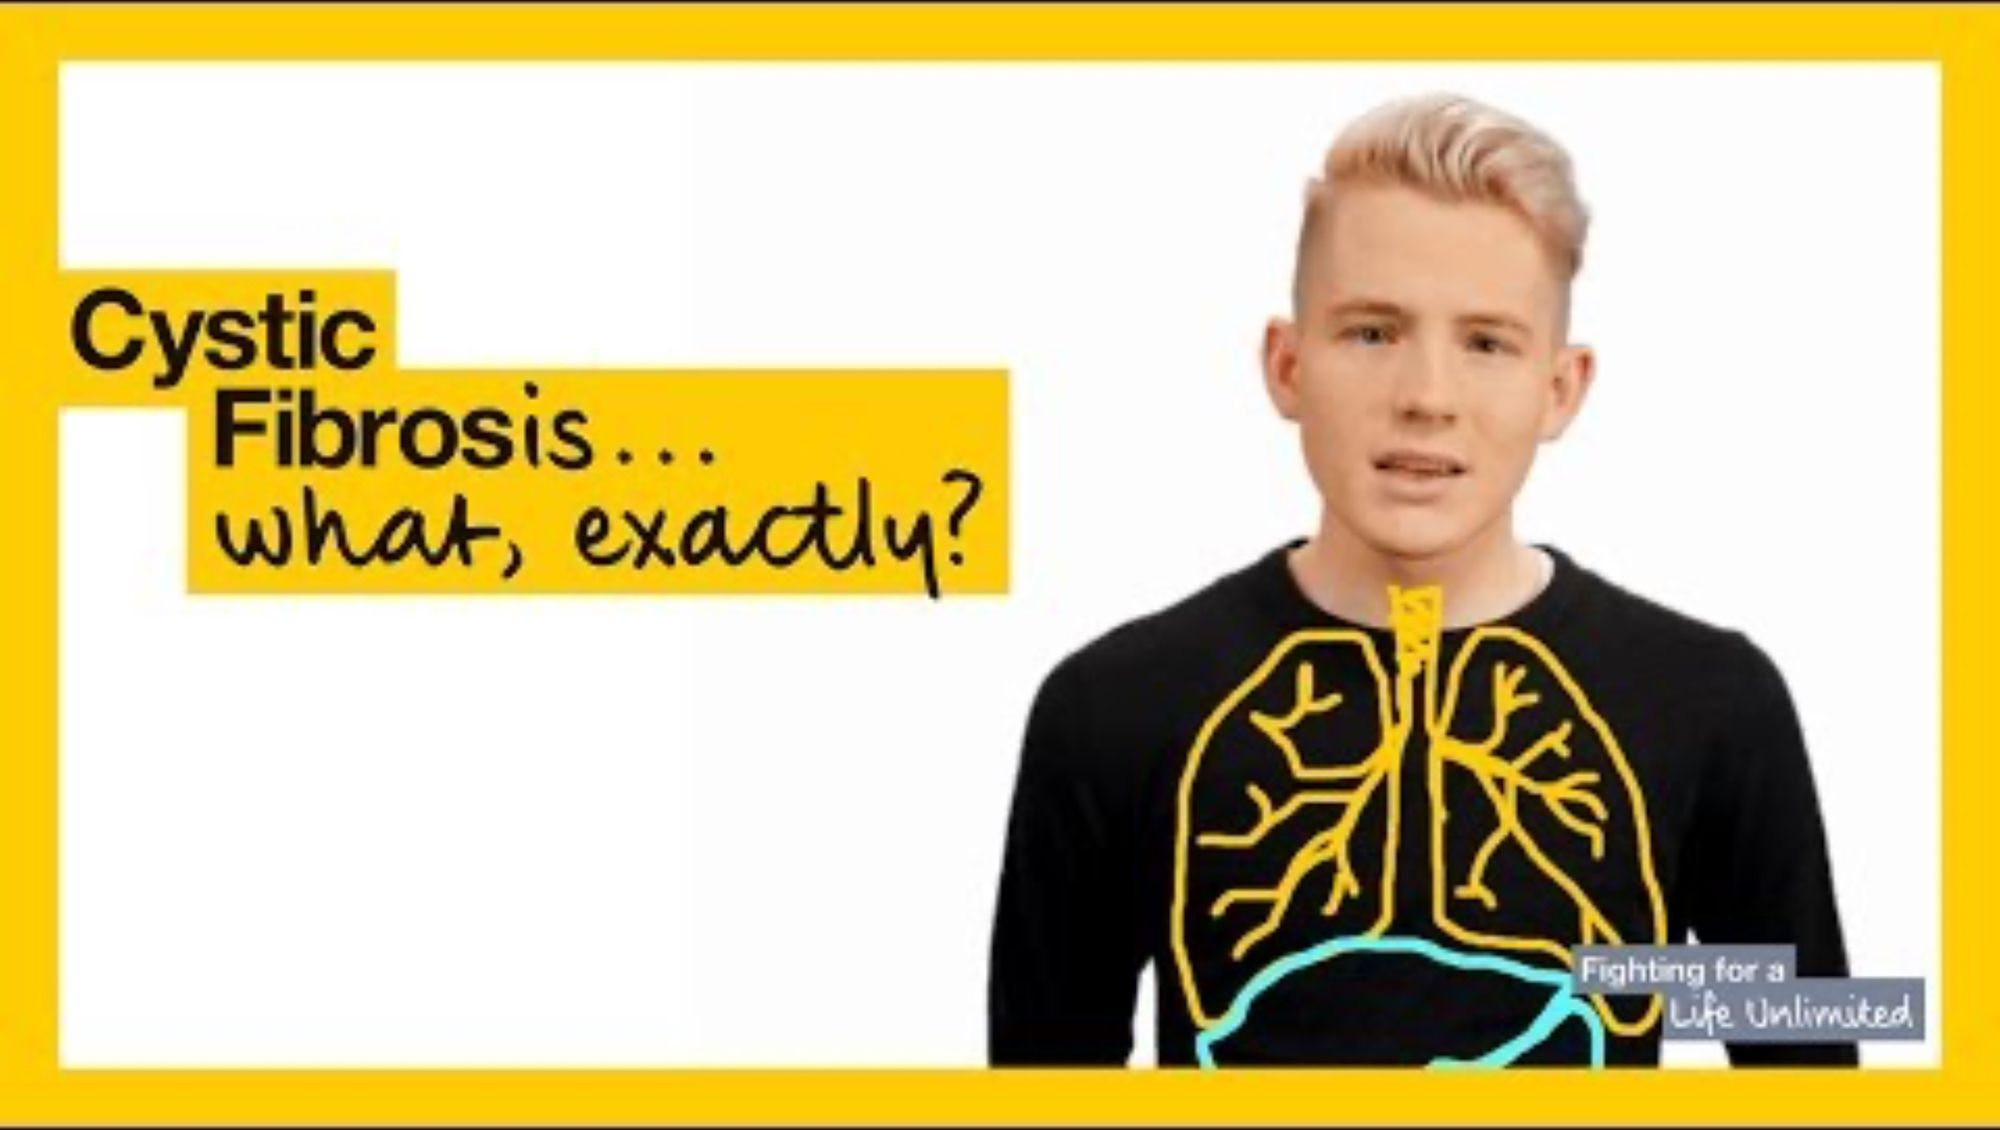 Cystic
Fibrosis...
what, exactly?
Fighting for a
Life Unlimited